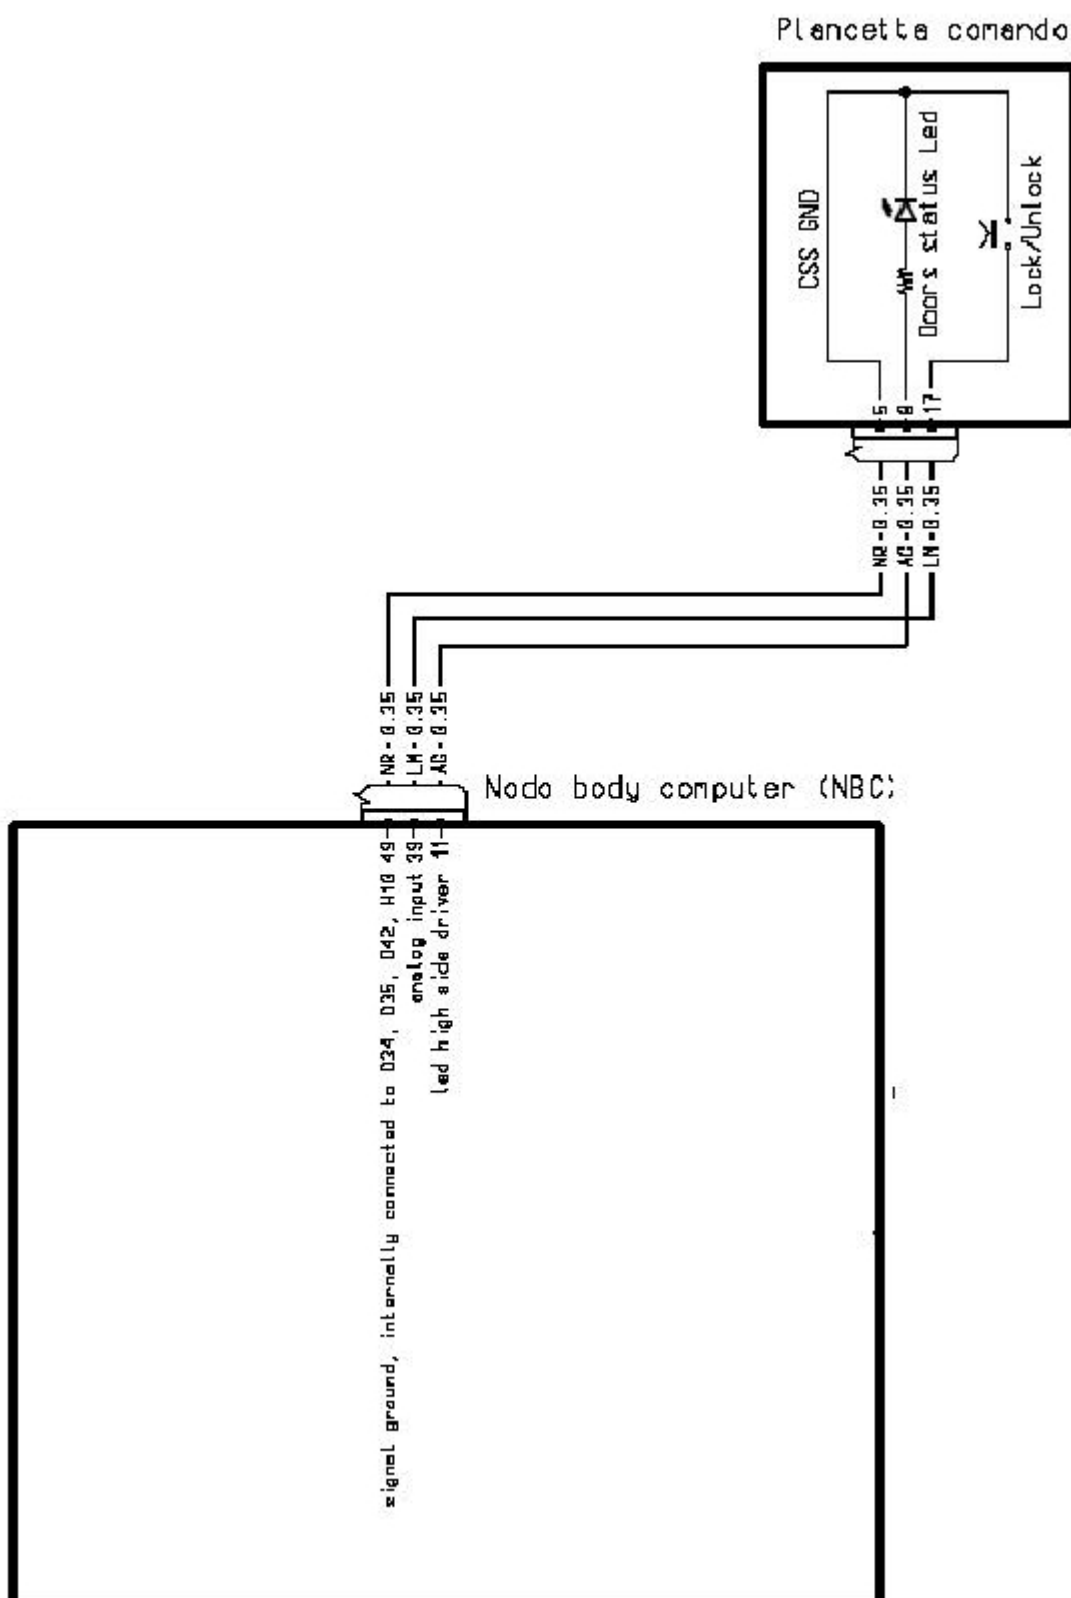 Plancetta comando
CSS GND
Doors status Led
Lock/Unlock
5
8
17
NR-0.35
AG-0.35
LM-0.35
NR-0.35
LM-0.35
AG-0.35
Nodo body computer (NBC)
signal ground, internally connected to D34, D35, D42, H10 49
analog input 39
led high side driver 11